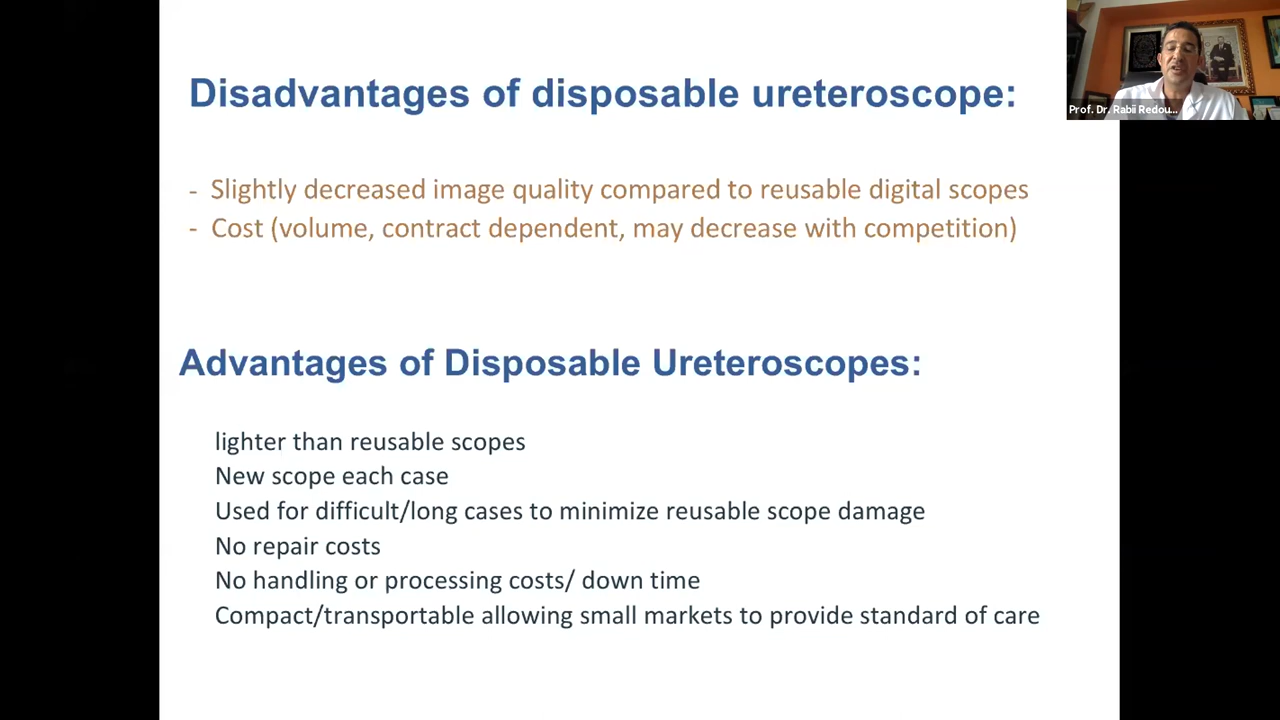 Disadvantages of disposable ureteroscope:
- Slightly decreased image quality compared to reusable digital scopes
- Cost (volume, contract dependent, may decrease with competition)
Advantages of Disposable Ureteroscopes:
lighter than reusable scopes
New scope each case
Used for difficult/long cases to minimize reusable scope damage
No repair costs
No handling or processing costs/ down time
Compact/transportable allowing small markets to provide standard of care
Prof. Dr. Rabii Redou...